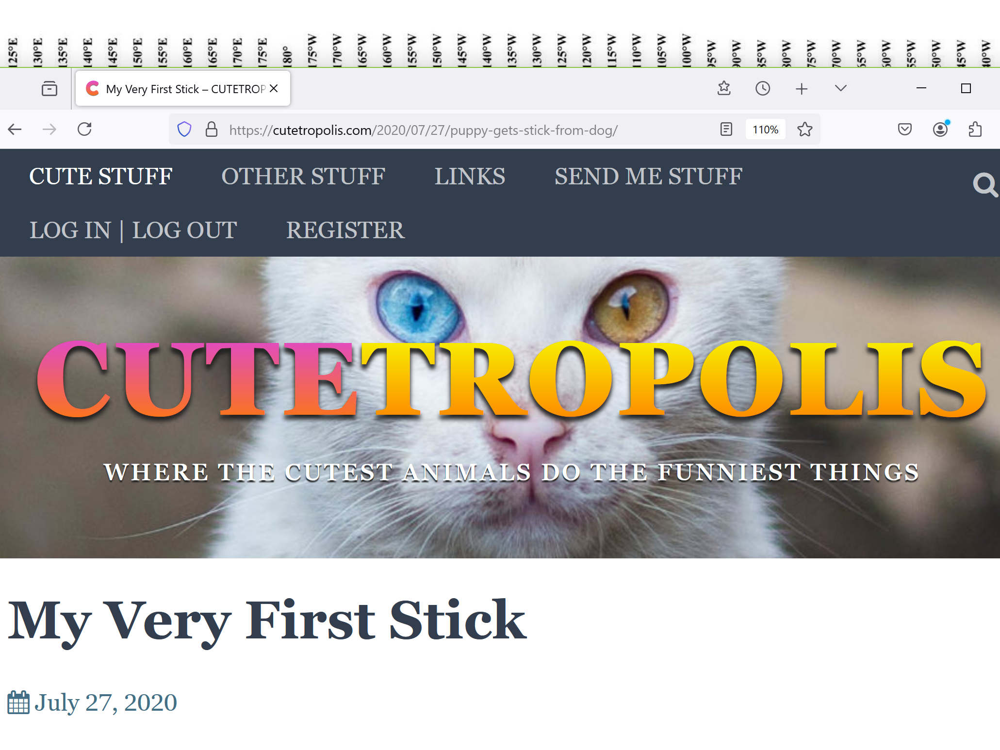 125°E 130°E 135°E 140°E 145°E 150°E 155°E 160°E 165°E 170°E 175°E 180° 175°W 170°W 165°W 160°W 155°W 150°W 145°W 140°W 135°W 130°W 125°W 120°W 115°W 110°W 105°W 100°W 95°W 90°W 85°W 80°W 75°W 70°W 65°W 60°W 55°W 50°W 45°W 40°W
My Very First Stick – CUTETROP
https://cutetropolis.com/2020/07/27/puppy-gets-stick-from-dog/ 110%
CUTE STUFF OTHER STUFF LINKS SEND ME STUFF
LOG IN | LOG OUT REGISTER
CUTETROPOLIS
WHERE THE CUTEST ANIMALS DO THE FUNNIEST THINGS
My Very First Stick
July 27, 2020